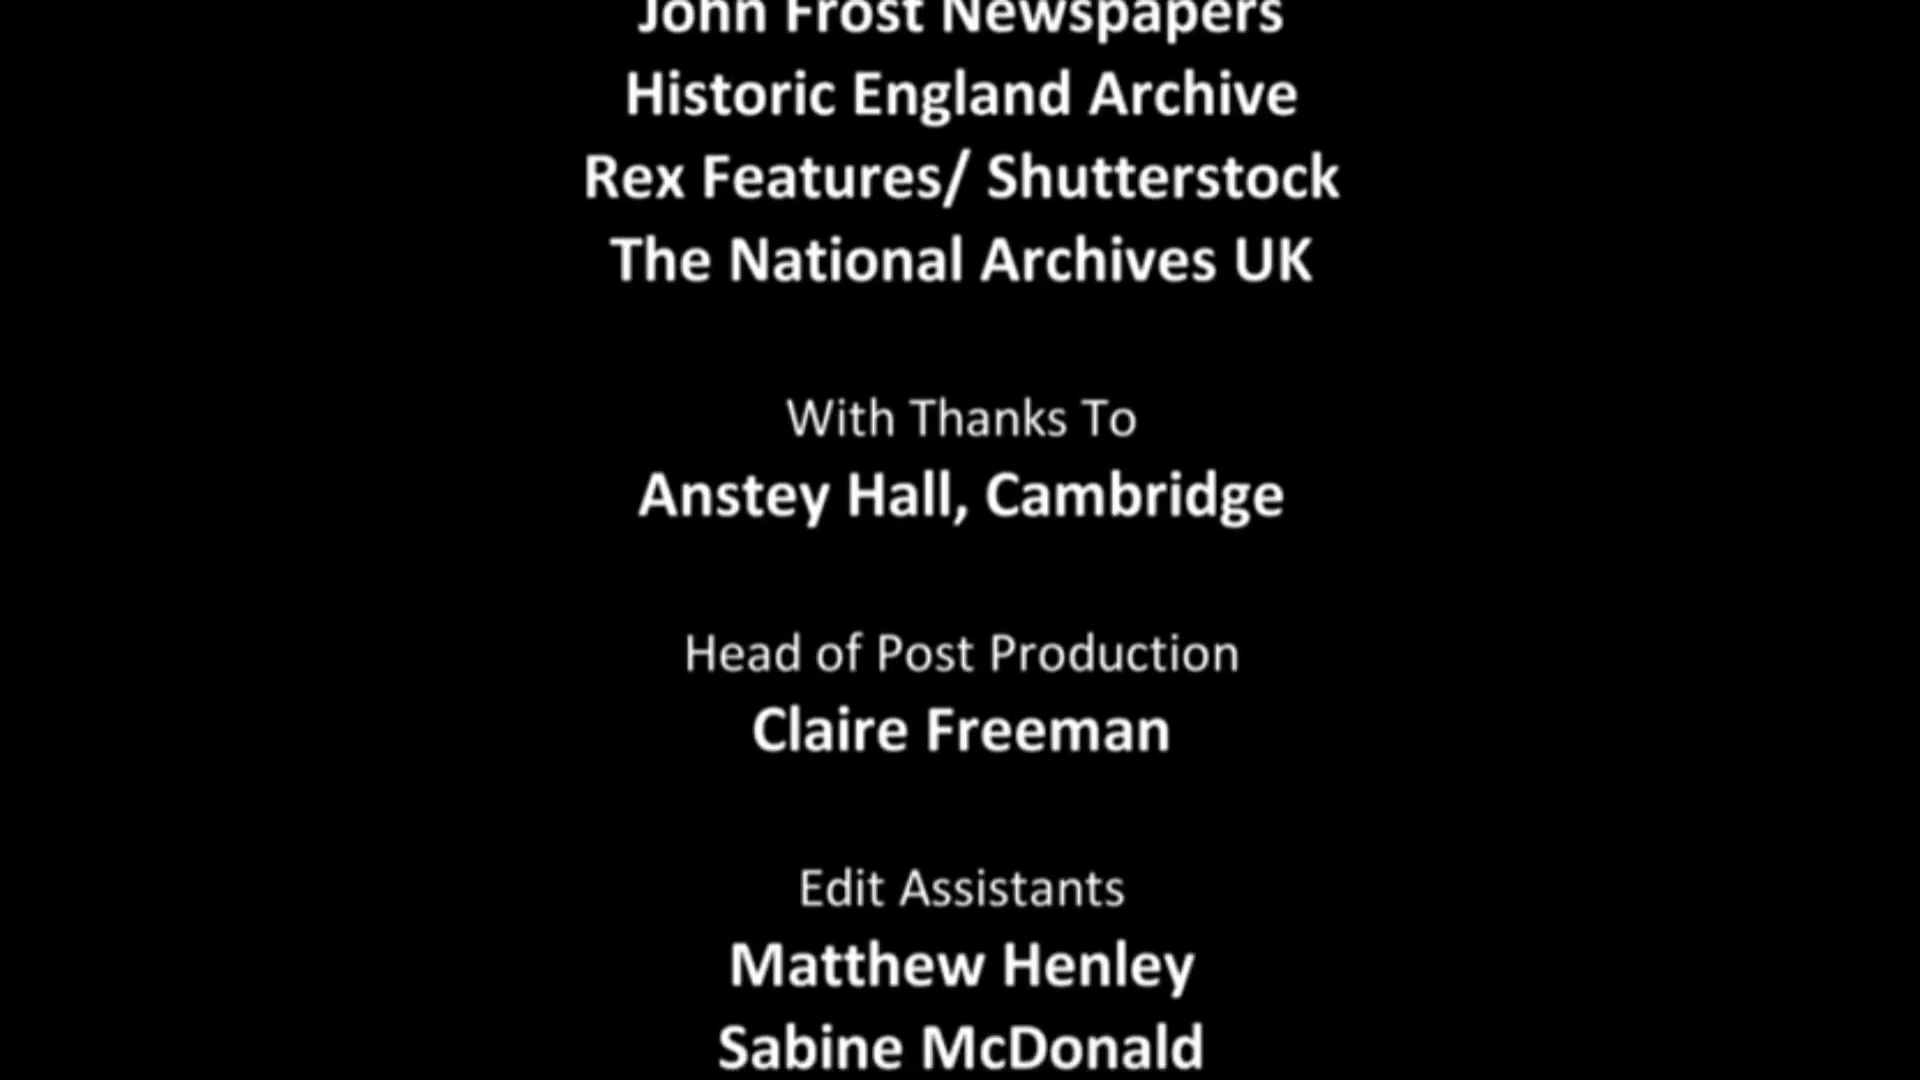 John Frost Newspapers
Historic England Archive
Rex Features/ Shutterstock
The National Archives UK
With Thanks To
Anstey Hall, Cambridge
Head of Post Production
Claire Freeman
Edit Assistants
Matthew Henley
Sabine McDonald